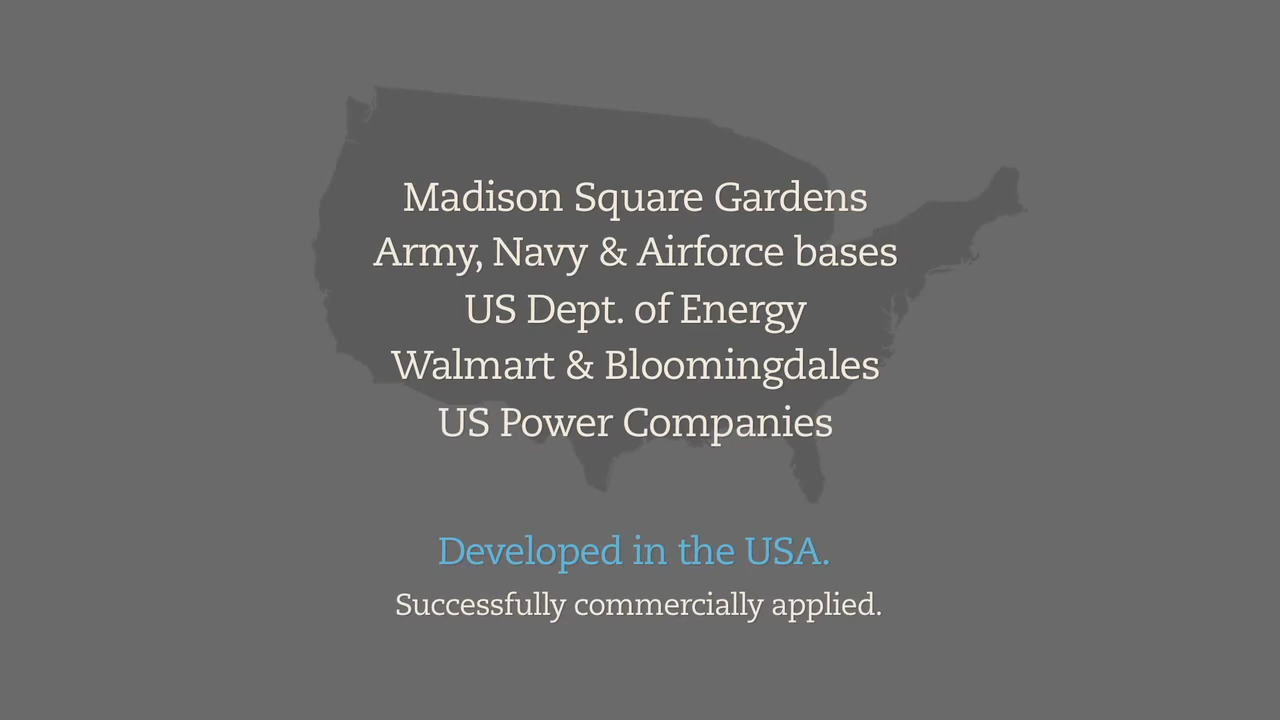 Madison Square Gardens
Army, Navy & Airforce bases
US Dept. of Energy
Walmart & Bloomingdales
US Power Companies
Developed in the USA.
Successfully commercially applied.